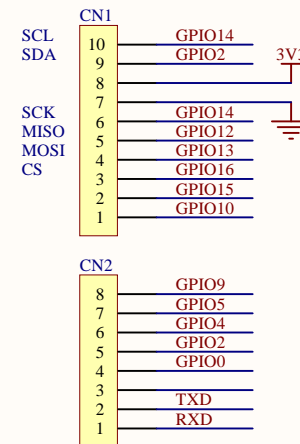 CN1
SCL 10 GPIO14
SDA 9 GPIO2
8 3V3
7
SCK 6 GPIO14
MISO 5 GPIO12
MOSI 4 GPIO13
CS 3 GPIO16
2 GPIO15
1 GPIO10
CN2
8 GPIO9
7 GPIO5
6 GPIO4
5 GPIO2
4 GPIO0
3
2 TXD
1 RXD